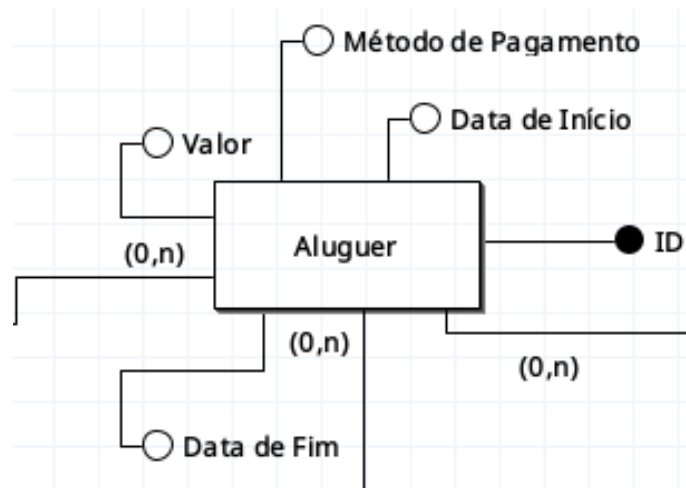 Método de Pagamento
Data de Início
Valor
Aluguer
ID
(0,n)
(0,n)
(0,n)
Data de Fim